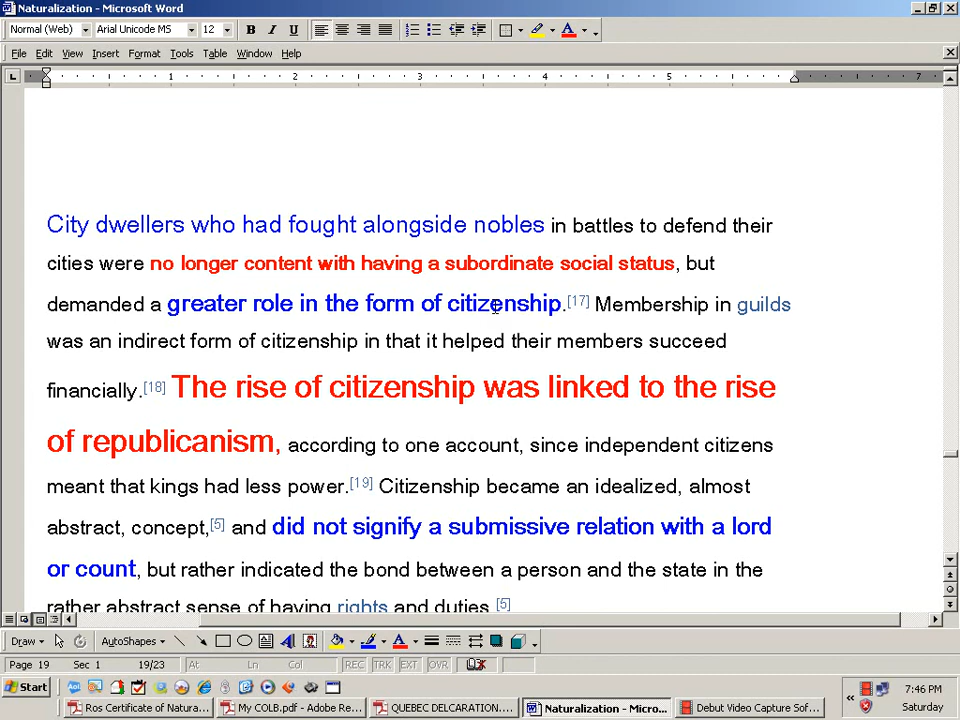 Naturalization - Microsoft Word
Normal (Web) Arial Unicode MS 12 B I U A
File Edit View Insert Format Tools Table Window Help
L 1 2 3 4 5 7
City dwellers who had fought alongside nobles in battles to defend their
cities were no longer content with having a subordinate social status, but
demanded a greater role in the form of citizenship.[17] Membership in guilds
was an indirect form of citizenship in that it helped their members succeed
financially.[18] The rise of citizenship was linked to the rise
of republicanism, according to one account, since independent citizens
meant that kings had less power.[19] Citizenship became an idealized, almost
abstract, concept,[5] and did not signify a submissive relation with a lord
or count, but rather indicated the bond between a person and the state in the
rather abstract sense of having rights and duties [5]
Draw AutoShapes A A
Page 19 Sec 1 19/23 At Ln Col REC TRK EXT OVR
Start
Ros Certificate of Natura... My COLB.pdf - Adobe Re... QUEBEC DELCARATION.... Naturalization - Micros... Debut Video Capture Sof... « 7:46 PM
Saturday